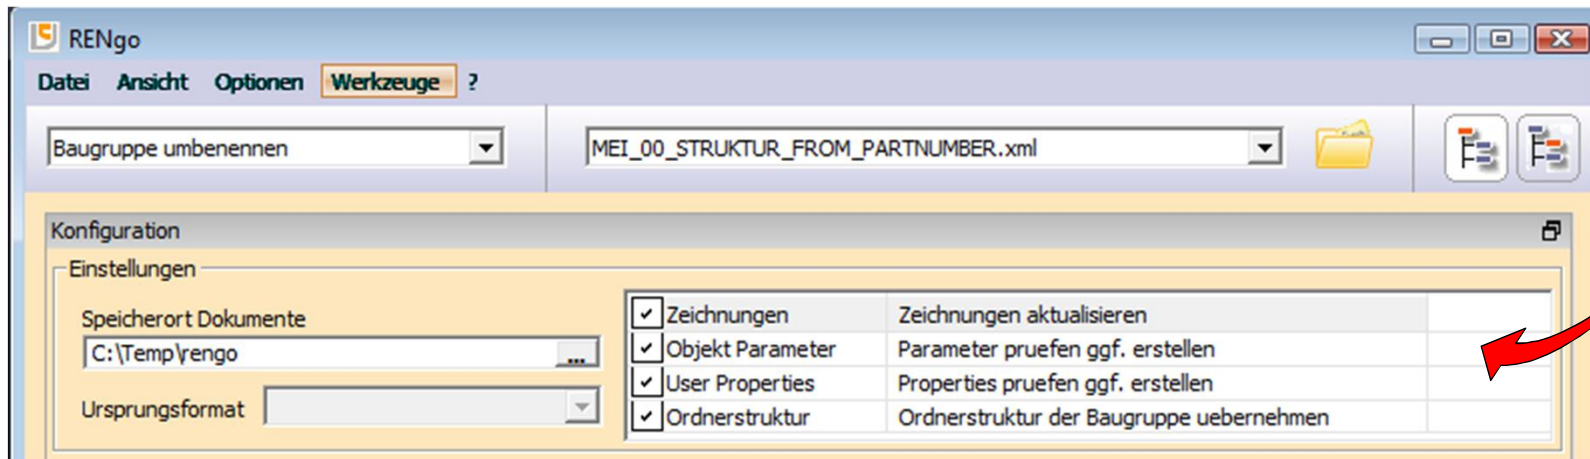 RENgo
Datei Ansicht Optionen Werkzeuge ?
Baugruppe umbenennen MEI_00_STRUKTUR_FROM_PARTNUMBER.xml
Konfiguration
Einstellungen
Speicherort Dokumente
C:\Temp\rengo ...
Ursprungsformat
Zeichnungen Zeichnungen aktualisieren
Objekt Parameter Parameter pruefen ggf. erstellen
User Properties Properties pruefen ggf. erstellen
Ordnerstruktur Ordnerstruktur der Baugruppe uebernehmen